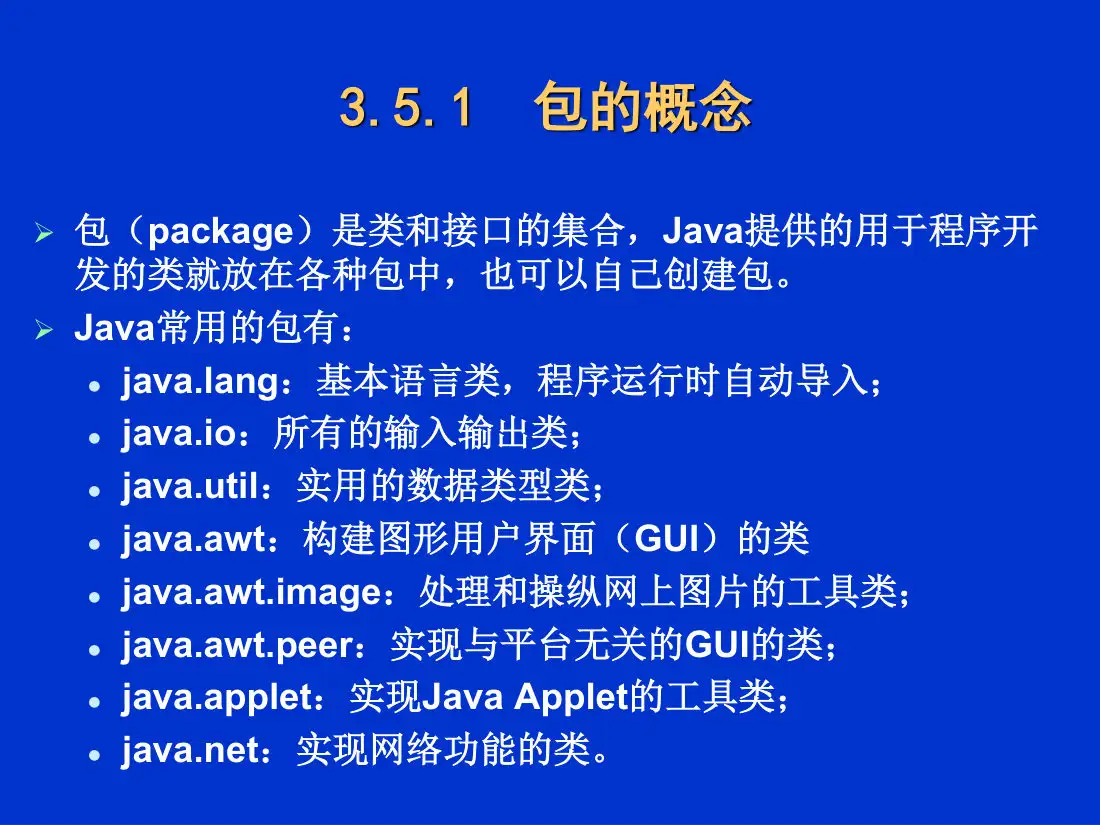 3.5.1 包的概念
包（package）是类和接口的集合，Java提供的用于程序开
发的类就放在各种包中，也可以自己创建包。
Java常用的包有：
java.lang：基本语言类，程序运行时自动导入；
java.io：所有的输入输出类；
java.util：实用的数据类型类；
java.awt：构建图形用户界面（GUI）的类
java.awt.image：处理和操纵网上图片的工具类；
java.awt.peer：实现与平台无关的GUI的类；
java.applet：实现Java Applet的工具类；
java.net：实现网络功能的类。